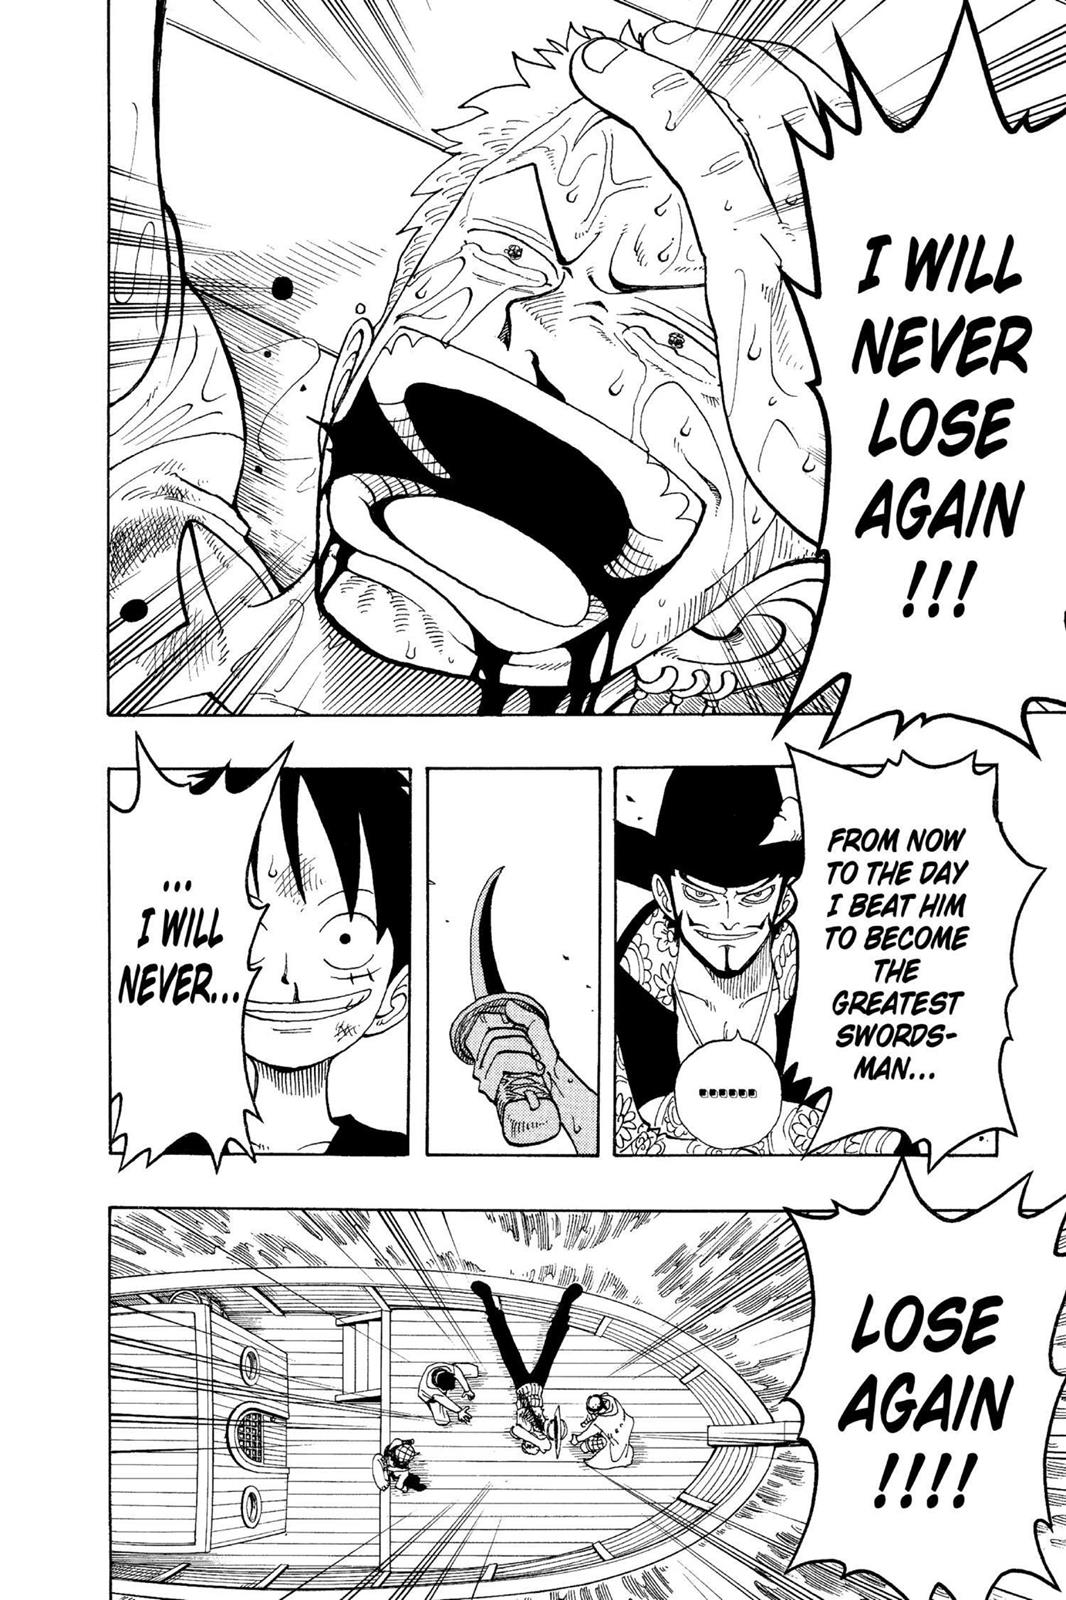 I WILL
NEVER
LOSE
AGAIN
!!!
FROM NOW
TO THE DAY
I BEAT HIM
TO BECOME
THE
GREATEST
SWORDS-
MAN...
......
...
I WILL
NEVER...
LOSE
AGAIN
!!!!